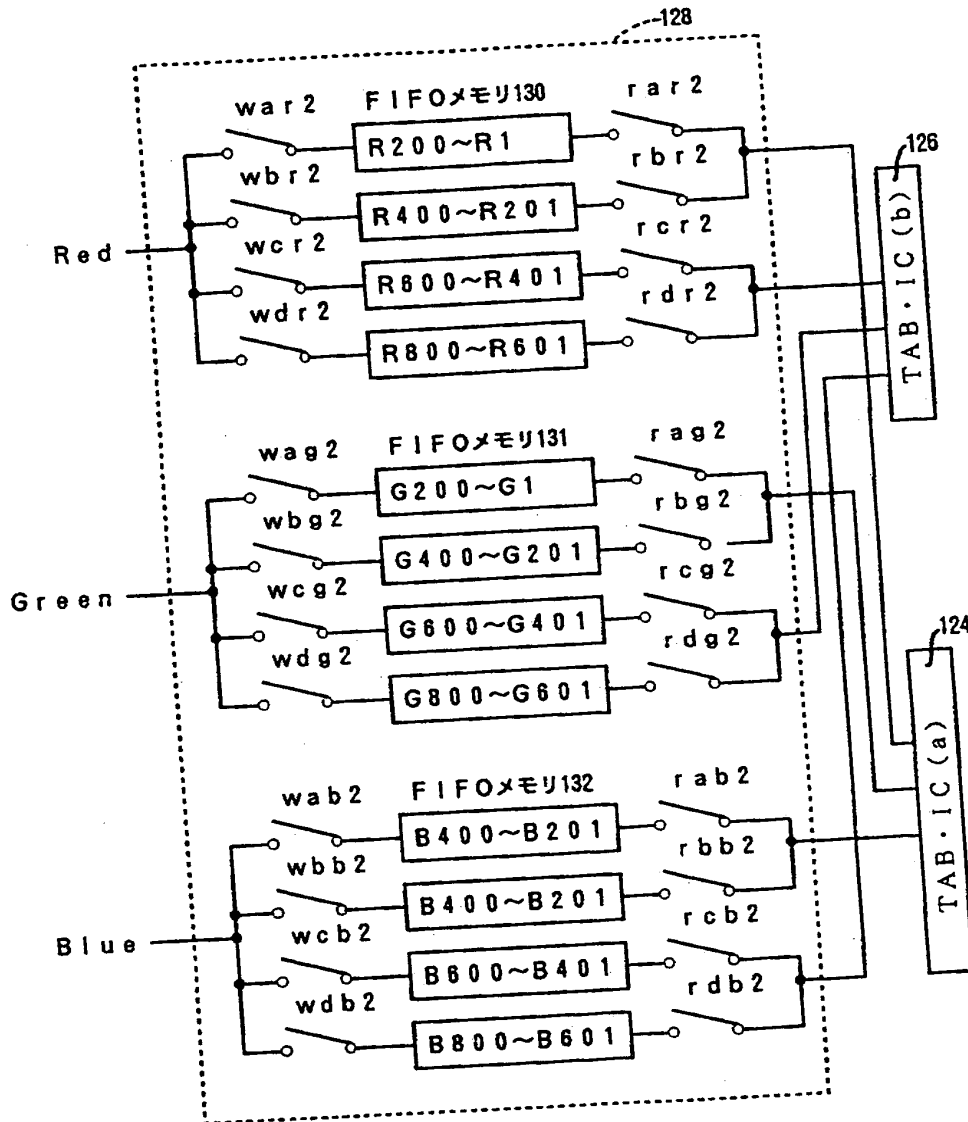 128
war2 FIFOメモリ130 rar2
R200~R1
wbr2 rbr2
R400~R201
wcr2 rcr2
Red
R600~R401
wdr2 rdr2
R800~R601
126
TAB・IC(b)
wag2 FIFOメモリ131 rag2
G200~G1
wbg2 rbg2
G400~G201
wcg2 rcg2
Green
G600~G401
wdg2 rdg2
G800~G601
124
TAB・IC(a)
wab2 FIFOメモリ132 rab2
B400~B201
wbb2 rbb2
B400~B201
wcb2 rcb2
Blue
B600~B401
wdb2 rdb2
B800~B601